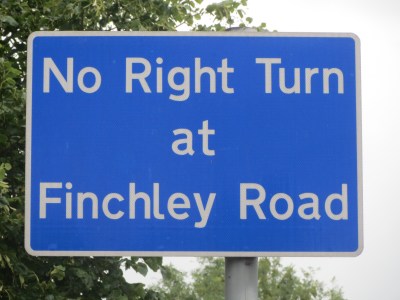 No Right Turn
at
Finchley Road